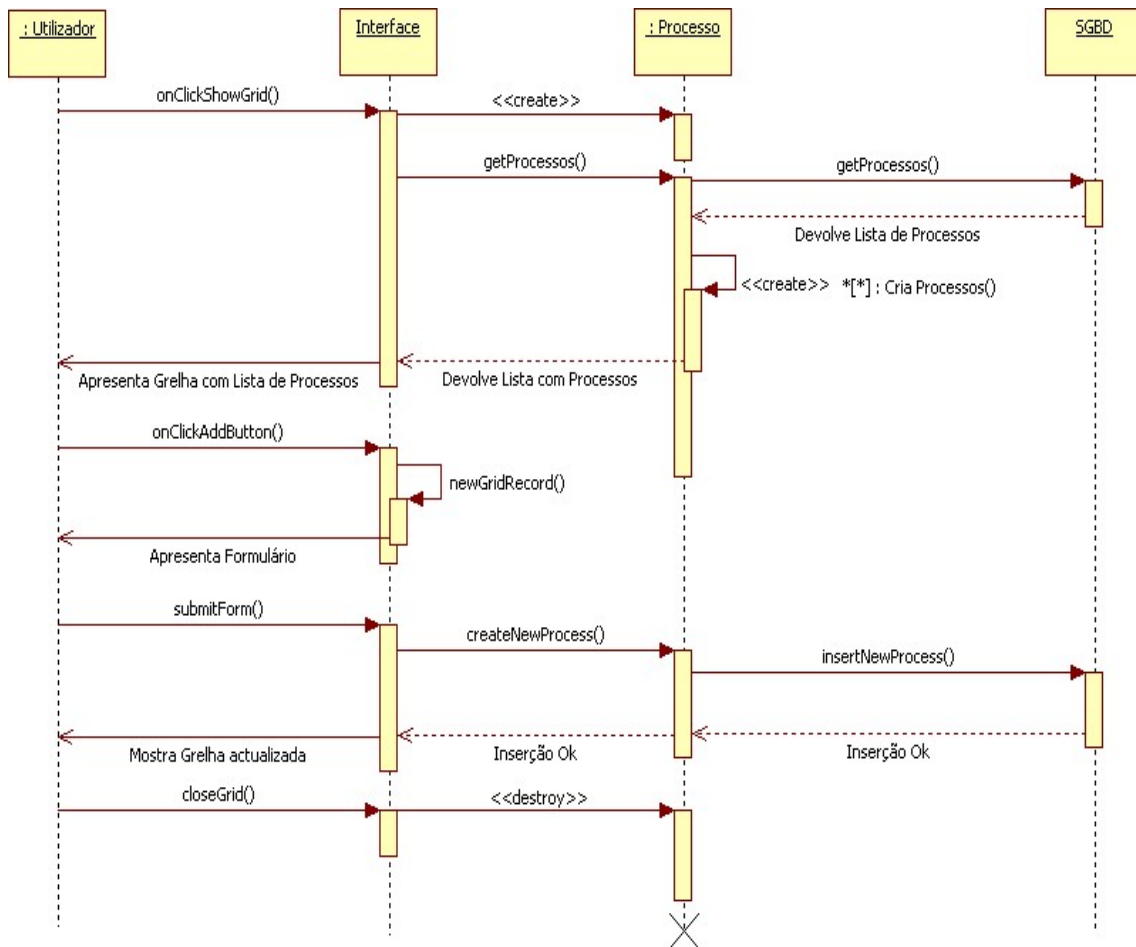 : Utilizador
Interface
: Processo
SGBD
onClickShowGrid()
<<create>>
getProcessos()
getProcessos()
Devolve Lista de Processos
<<create>> *[*] : Cria Processos()
Apresenta Grelha com Lista de Processos
Devolve Lista com Processos
onClickAddButton()
newGridRecord()
Apresenta Formulário
submitForm()
createNewProcess()
insertNewProcess()
Mostra Grelha actualizada
Inserção Ok
Inserção Ok
closeGrid()
<<destroy>>